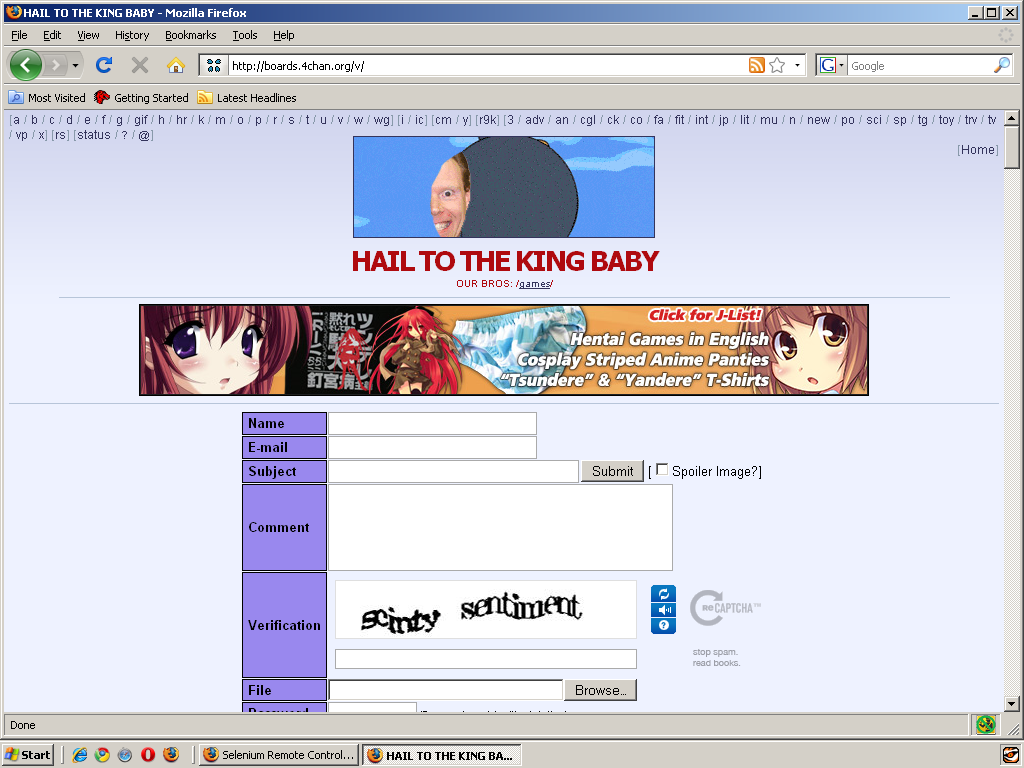 HAIL TO THE KING BABY - Mozilla Firefox
File Edit View History Bookmarks Tools Help
http://boards.4chan.org/v/
G Google
Most Visited Getting Started Latest Headlines
[a / b / c / d / e / f / g / gif / h / hr / k / m / o / p / r / s / t / u / v / w / wg] [i / ic] [cm / y] [r9k] [3 / adv / an / cgl / ck / co / fa / fit / int / jp / lit / mu / n / new / po / sci / sp / tg / toy / trv / tv
/ vp / x] [rs] [status / ? / @]
[Home]
HAIL TO THE KING BABY
OUR BROS: /games/
Click for J-List!
Hentai Games in English
Cosplay Striped Anime Panties
"Tsundere" & "Yandere" T-Shirts
Name
E-mail
Subject Submit [ Spoiler Image?]
Comment
Verification
scinty sentiment
reCAPTCHA™
stop spam.
read books.
File Browse...
Done
Start Selenium Remote Control... HAIL TO THE KING BA...